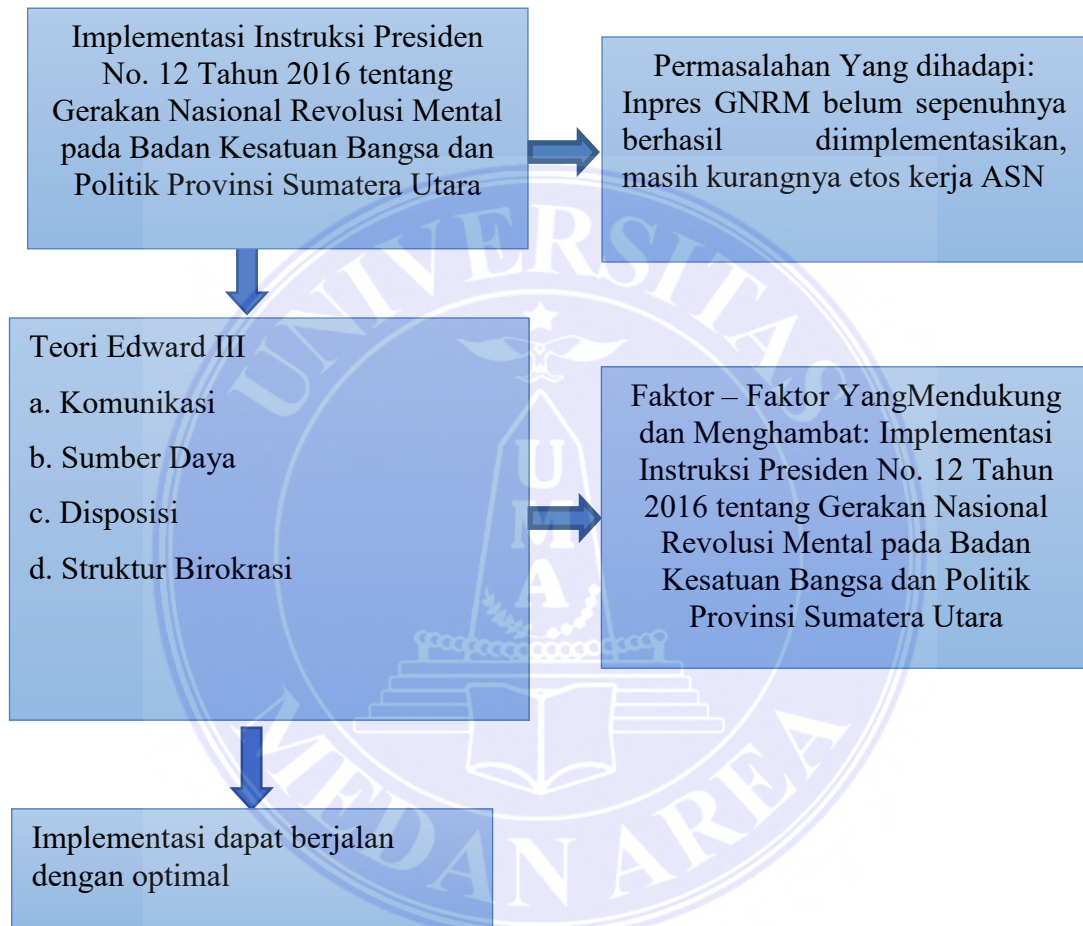 Implementasi Instruksi Presiden
No. 12 Tahun 2016 tentang
Gerakan Nasional Revolusi Mental
pada Badan Kesatuan Bangsa dan
Politik Provinsi Sumatera Utara
Permasalahan Yang dihadapi:
Inpres GNRM belum sepenuhnya
berhasil diimplementasikan,
masih kurangnya etos kerja ASN
Teori Edward III
a. Komunikasi
b. Sumber Daya
c. Disposisi
d. Struktur Birokrasi
Faktor – Faktor YangMendukung
dan Menghambat: Implementasi
Instruksi Presiden No. 12 Tahun
2016 tentang Gerakan Nasional
Revolusi Mental pada Badan
Kesatuan Bangsa dan Politik
Provinsi Sumatera Utara
Implementasi dapat berjalan
dengan optimal
UNIVERSITAS
MEDAN AREA
U
M
A